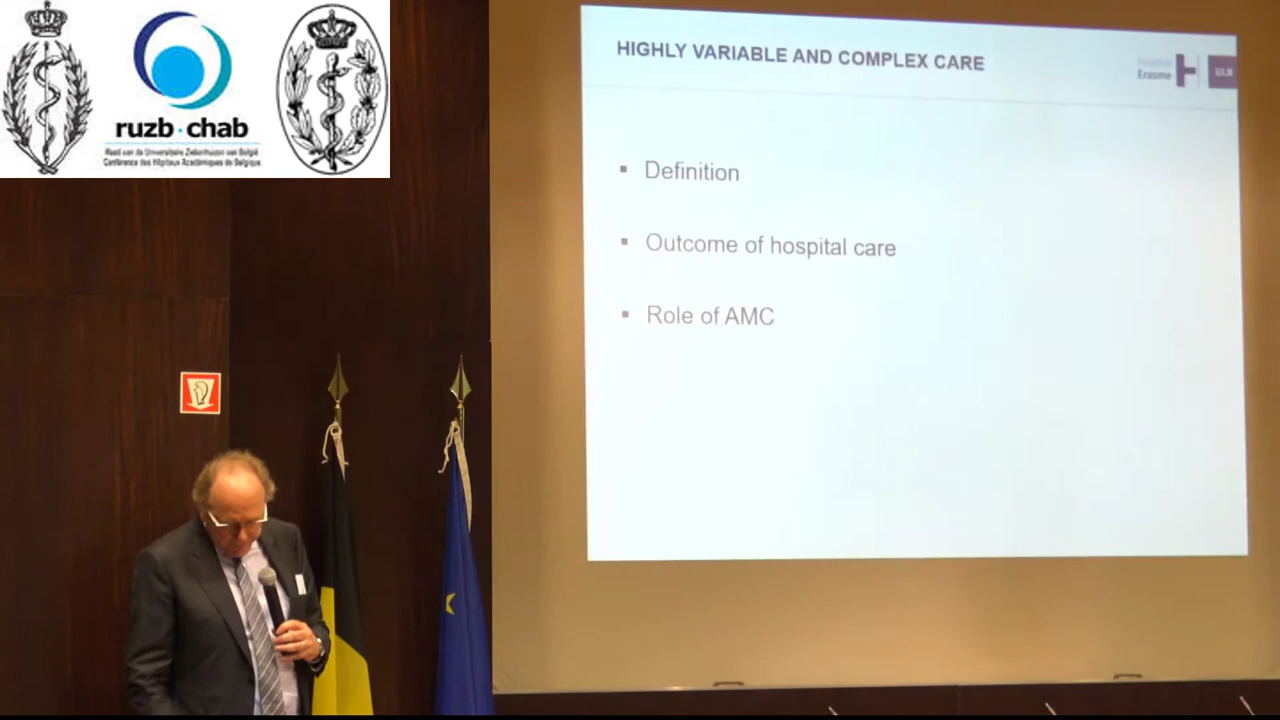 ruzb·chab
Raad van de Universitaire Ziekenhuizen van België
Conférence des Hôpitaux Académiques de Belgique
HIGHLY VARIABLE AND COMPLEX CARE
Erasme
ULB
▪ Definition
▪ Outcome of hospital care
▪ Role of AMC